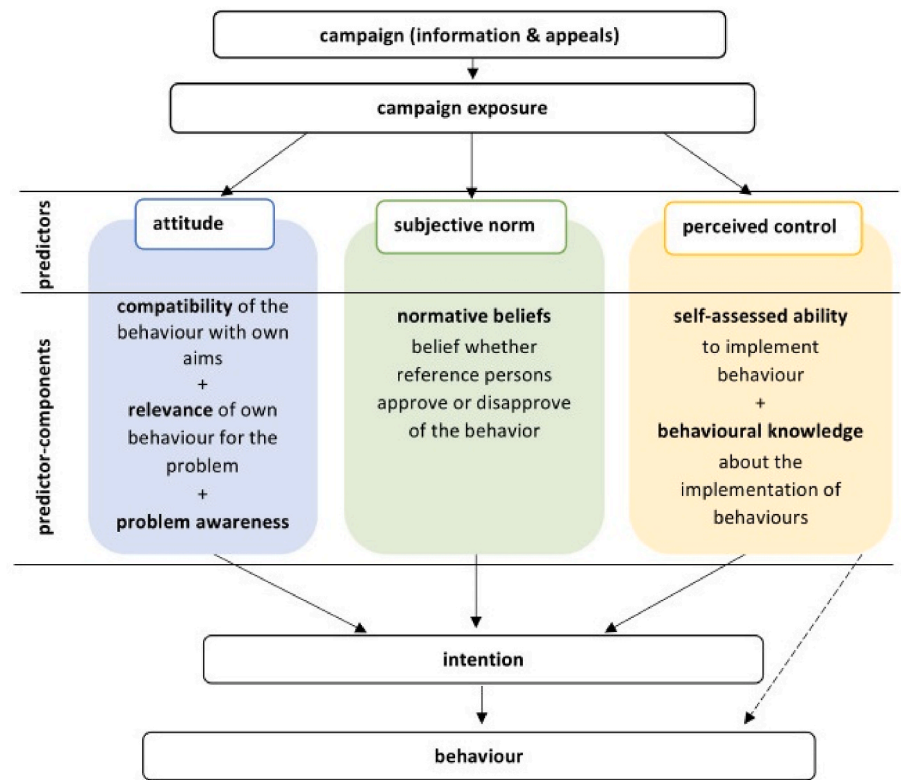 campaign (information & appeals)
campaign exposure
predictors
attitude
subjective norm
perceived control
predictor-components
compatibility of the
behaviour with own
aims
+
relevance of own
behaviour for the
problem
+
problem awareness
normative beliefs
belief whether
reference persons
approve or disapprove
of the behavior
self-assessed ability
to implement
behaviour
+
behavioural knowledge
about the
implementation of
behaviours
intention
behaviour